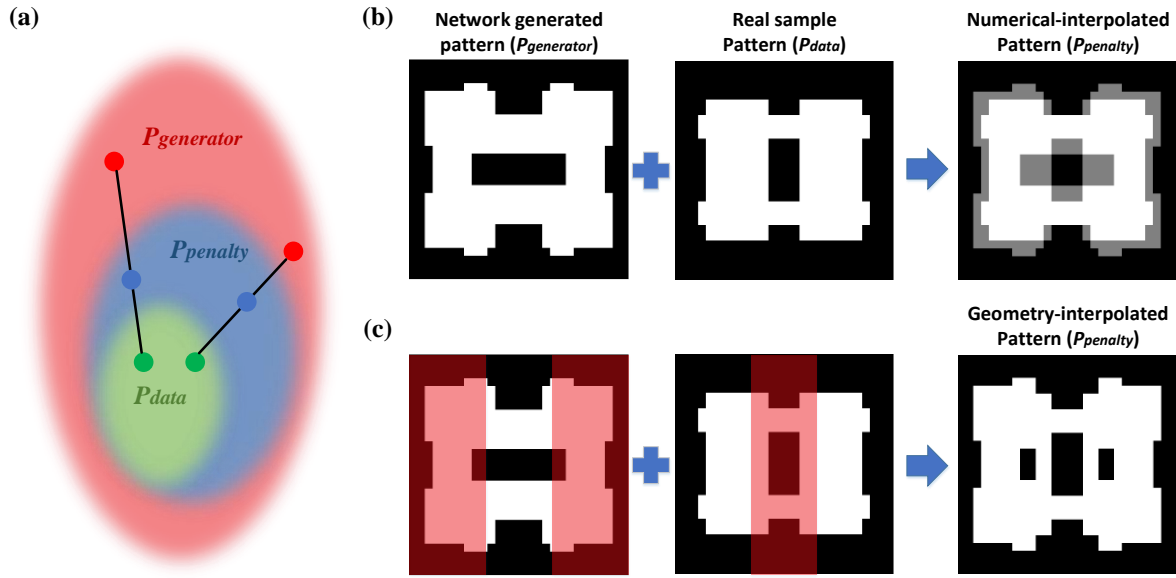 (a)
Pgenerator
Ppenalty
Pdata
(b)
Network generated
pattern (Pgenerator)
Real sample
Pattern (Pdata)
Numerical-interpolated
Pattern (Ppenalty)
(c)
Geometry-interpolated
Pattern (Ppenalty)